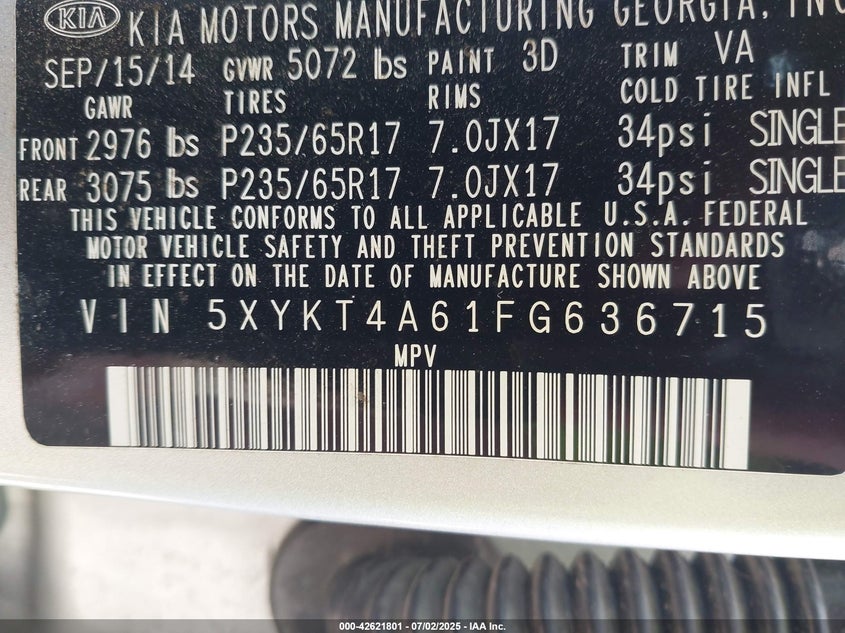 KIA KIA MOTORS MANUFACTURING GEORGIA, INC
SEP/15/14 GVWR 5072 lbs PAINT 3D TRIM VA
GAWR TIRES RIMS COLD TIRE INFL
FRONT 2976 lbs P235/65R17 7.0JX17 34psi SINGLE
REAR 3075 lbs P235/65R17 7.0JX17 34psi SINGLE
THIS VEHICLE CONFORMS TO ALL APPLICABLE U.S.A. FEDERAL
MOTOR VEHICLE SAFETY AND THEFT PREVENTION STANDARDS
IN EFFECT ON THE DATE OF MANUFACTURE SHOWN ABOVE
VIN 5XYKT4A61FG636715
MPV
000-42621801 | 07/02/2025 - IAA Inc.